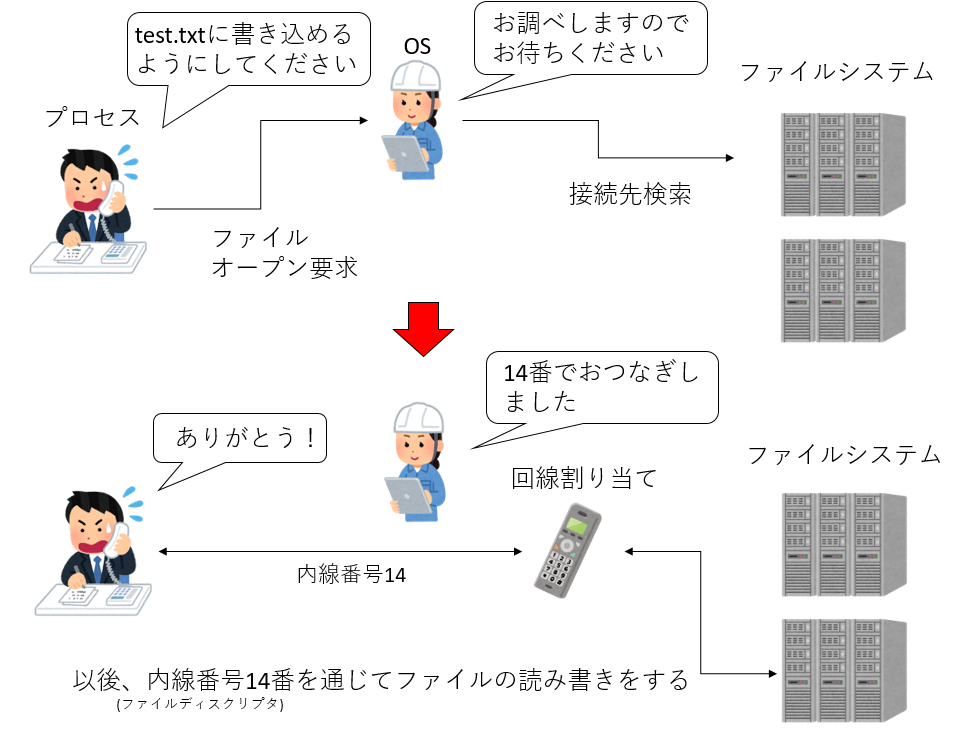 test.txtに書き込める
ようにしてください
OS
お調べしますので
お待ちください
ファイルシステム
プロセス
接続先検索
ファイル
オープン要求
14番でおつなぎし
ました
ありがとう！
ファイルシステム
回線割り当て
内線番号14
以後、内線番号14番を通じてファイルの読み書きをする
(ファイルディスクリプタ)